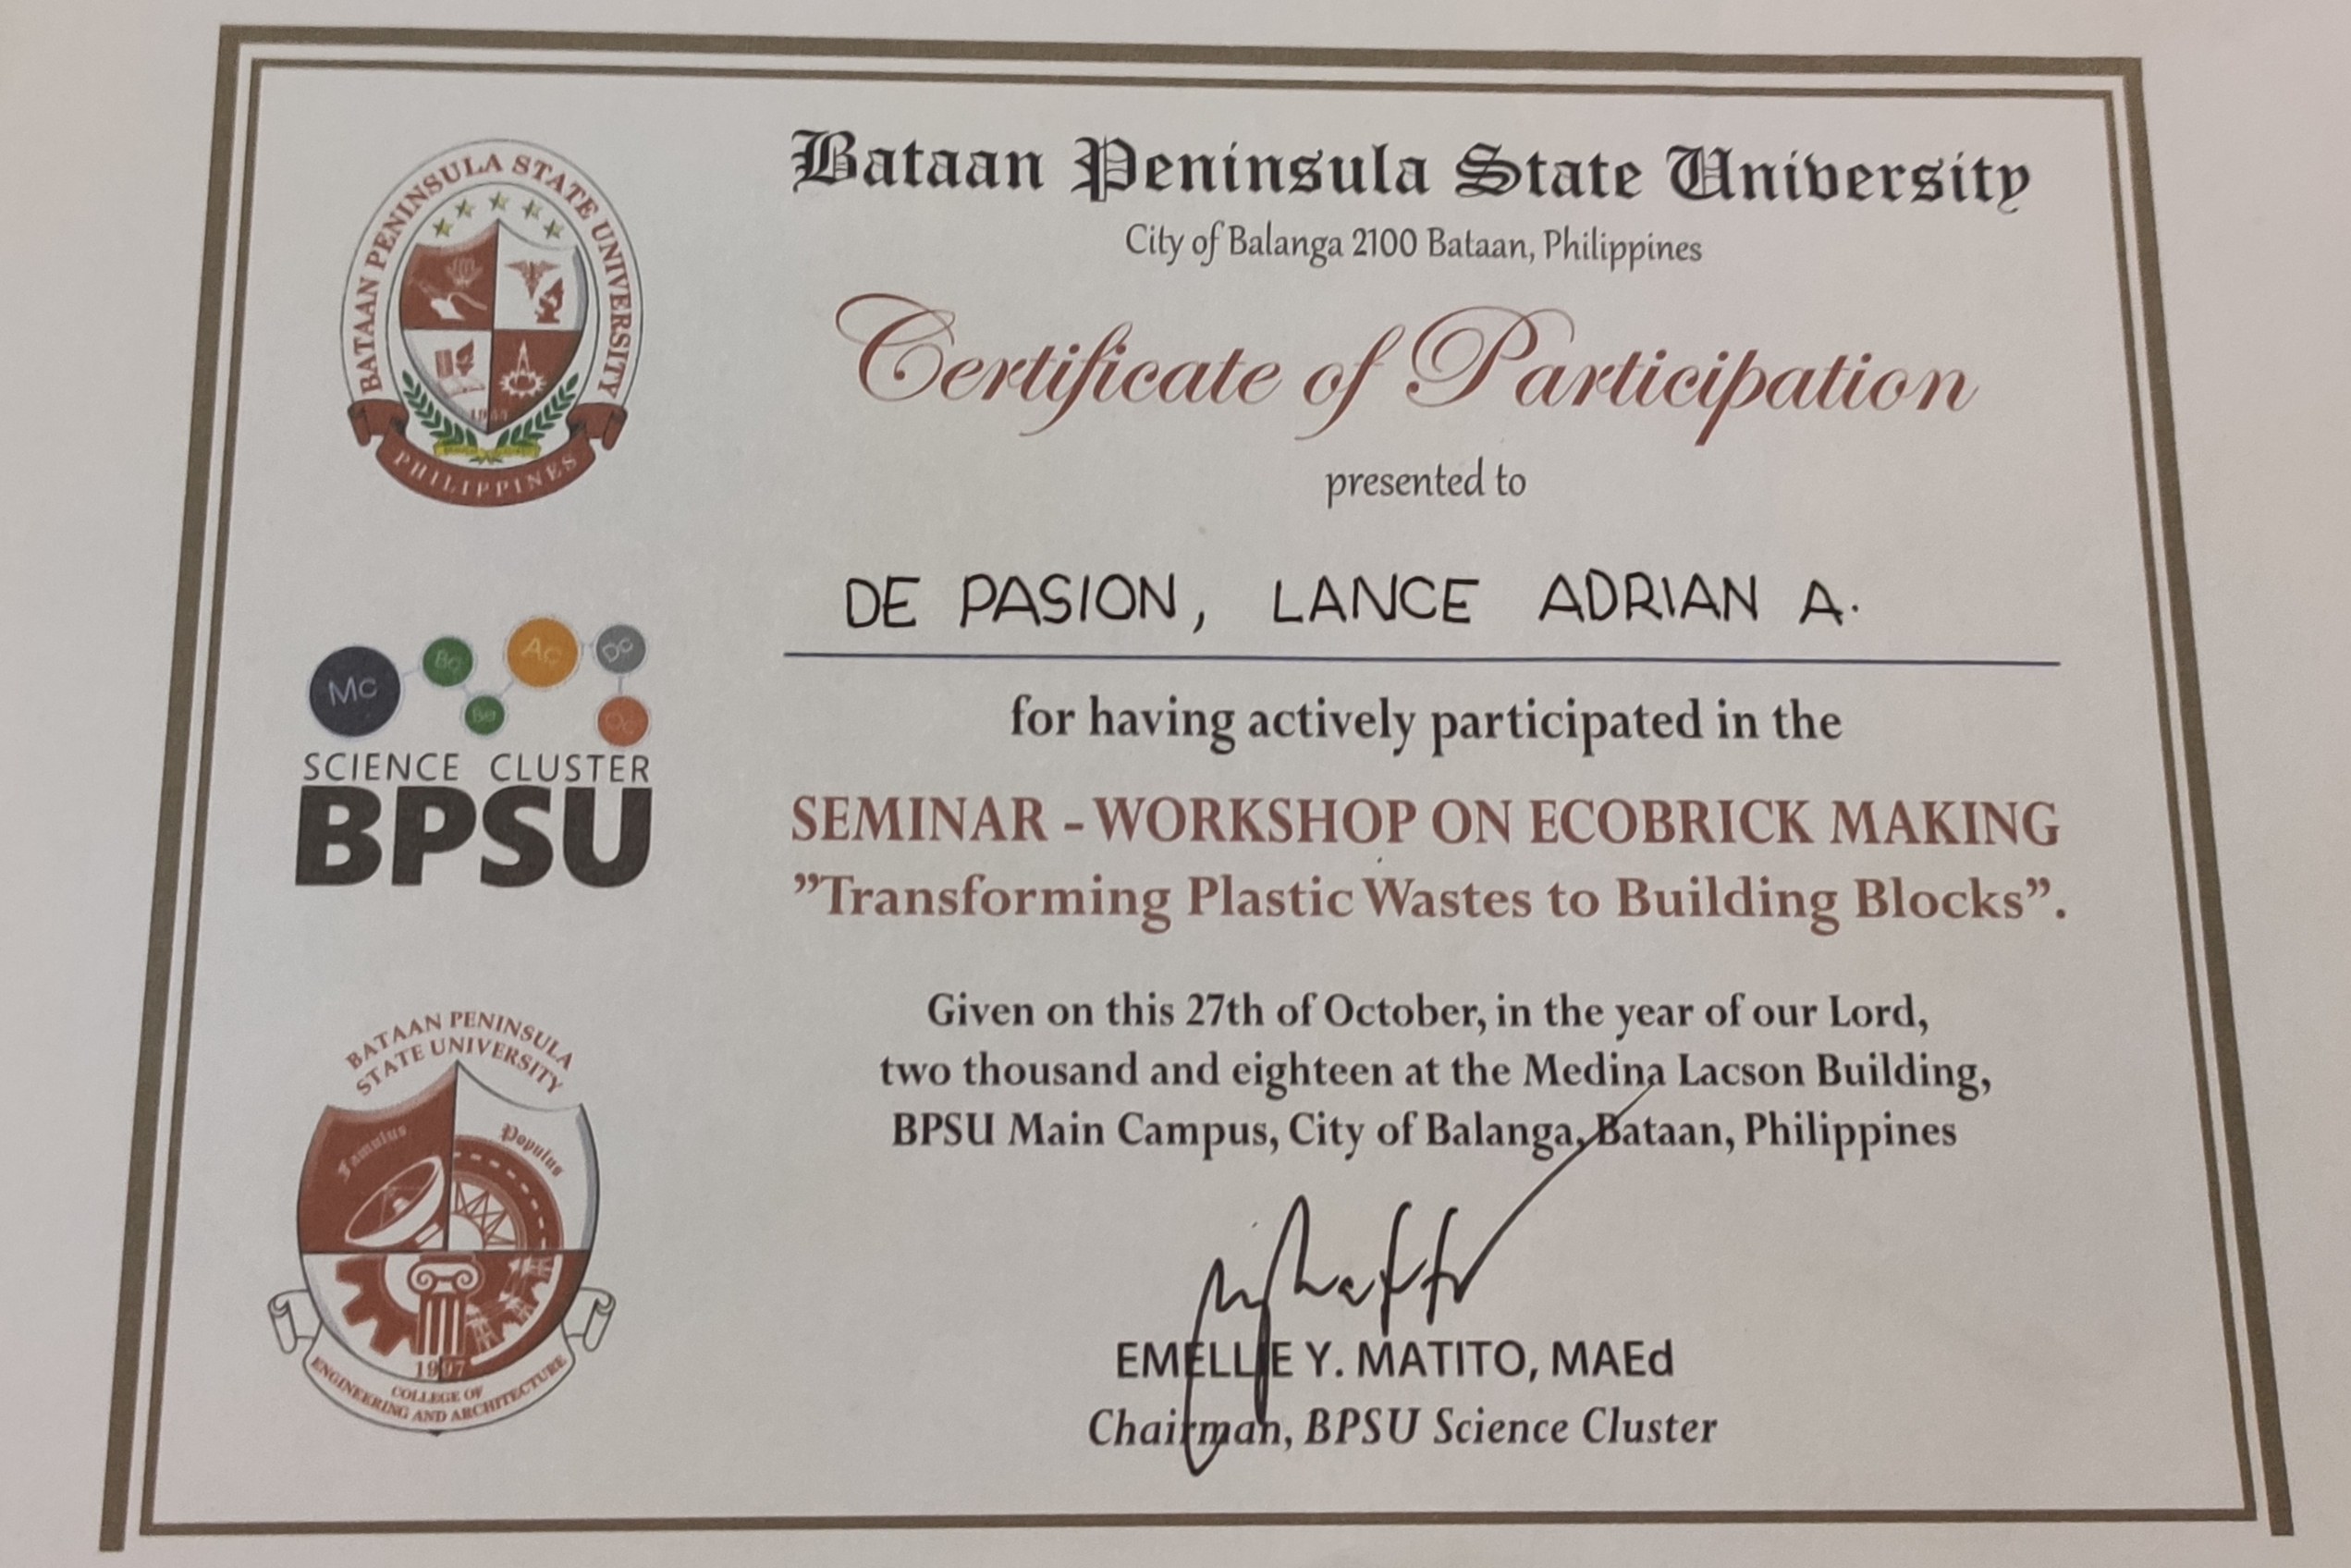 Bataan Peninsula State University
City of Balanga 2100 Bataan, Philippines
Certificate of Participation
presented to
DE PASION, LANCE ADRIAN A.
for having actively participated in the
SEMINAR - WORKSHOP ON ECOBRICK MAKING
”Transforming Plastic Wastes to Building Blocks”.
Given on this 27th of October, in the year of our Lord,
two thousand and eighteen at the Medina Lacson Building,
BPSU Main Campus, City of Balanga, Bataan, Philippines
EMELLIE Y. MATITO, MAEd
Chairman, BPSU Science Cluster
BATAAN PENINSULA STATE UNIVERSITY
PHILIPPINES
Mc
Ac
Dc
SCIENCE CLUSTER
BPSU
BATAAN PENINSULA
STATE UNIVERSITY
Famulus
Populus
1997
COLLEGE OF
ENGINEERING AND ARCHITECTURE